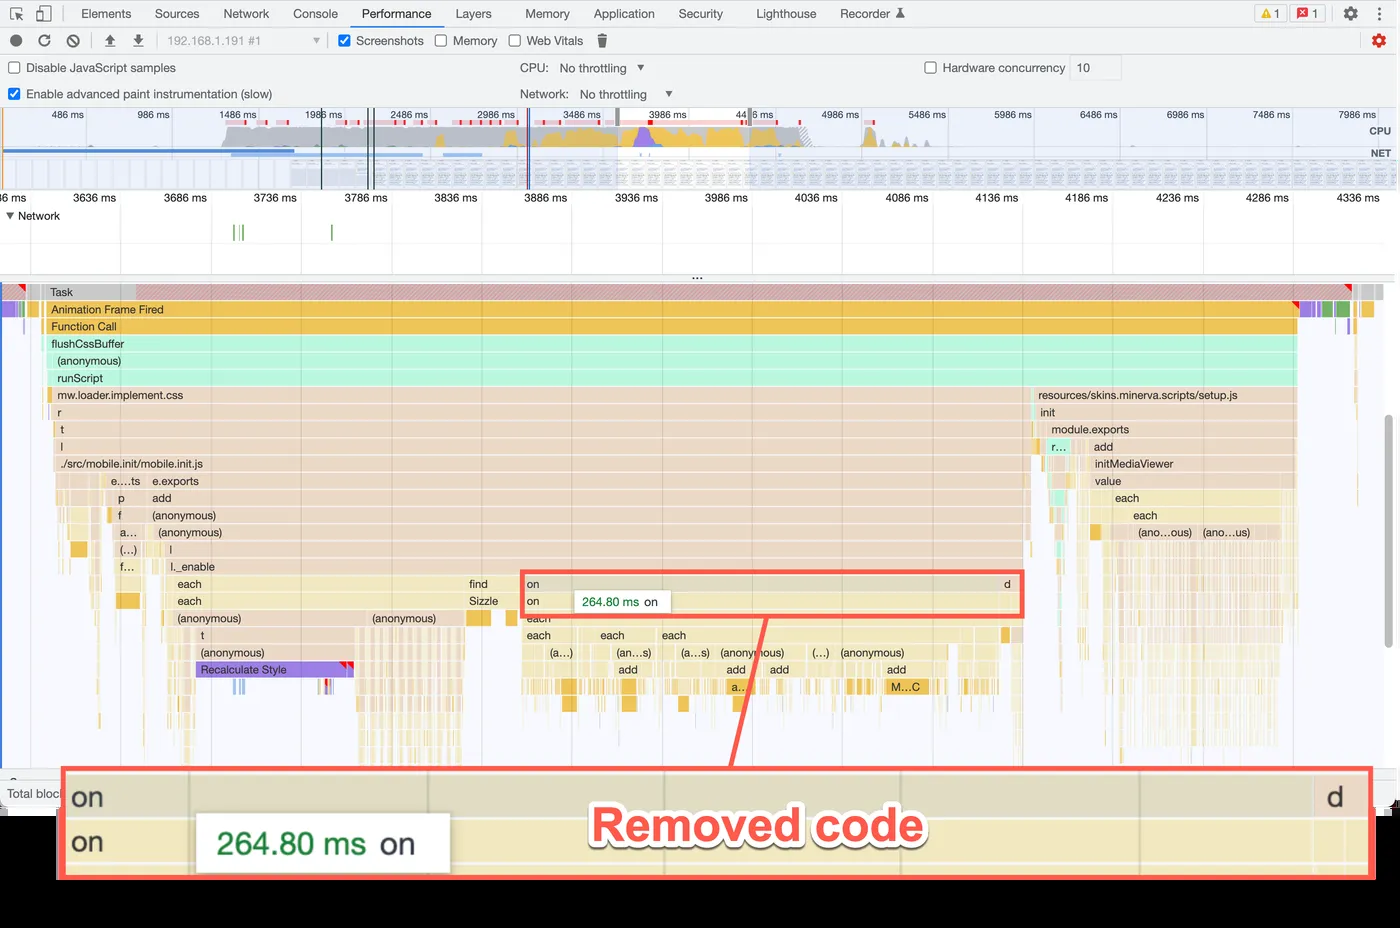 Elements Sources Network Console Performance Layers Memory Application Security Lighthouse Recorder 1 1
192.168.1.191 #1 Screenshots Memory Web Vitals
Disable JavaScript samples CPU: No throttling Hardware concurrency 10
Enable advanced paint instrumentation (slow) Network: No throttling
486 ms 986 ms 1486 ms 1986 ms 2486 ms 2986 ms 3486 ms 3986 ms 44 6 ms 4986 ms 5486 ms 5986 ms 6486 ms 6986 ms 7486 ms 7986 ms
CPU
NET
36 ms 3636 ms 3686 ms 3736 ms 3786 ms 3836 ms 3886 ms 3936 ms 3986 ms 4036 ms 4086 ms 4136 ms 4186 ms 4236 ms 4286 ms 4336 ms
Network
...
Task
Animation Frame Fired
Function Call
flushCssBuffer
(anonymous)
runScript
mw.loader.implement.css resources/skins.minerva.scripts/setup.js
r init
t module.exports
l r... add
./src/mobile.init/mobile.init.js initMediaViewer
e....ts e.exports value
p add each
f (anonymous) each
a... (anonymous) (ano...ous) (ano...us)
(...) l
f... l._enable
each find on d
each Sizzle on 264.80 ms on
(anonymous) (anonymous) each
t each each each
(anonymous) (a...) (an...s) (a...s) (anonymous) (...) (anonymous)
Recalculate Style add add add add
a... M...C
Total bloc
on d
on 264.80 ms on
Removed code